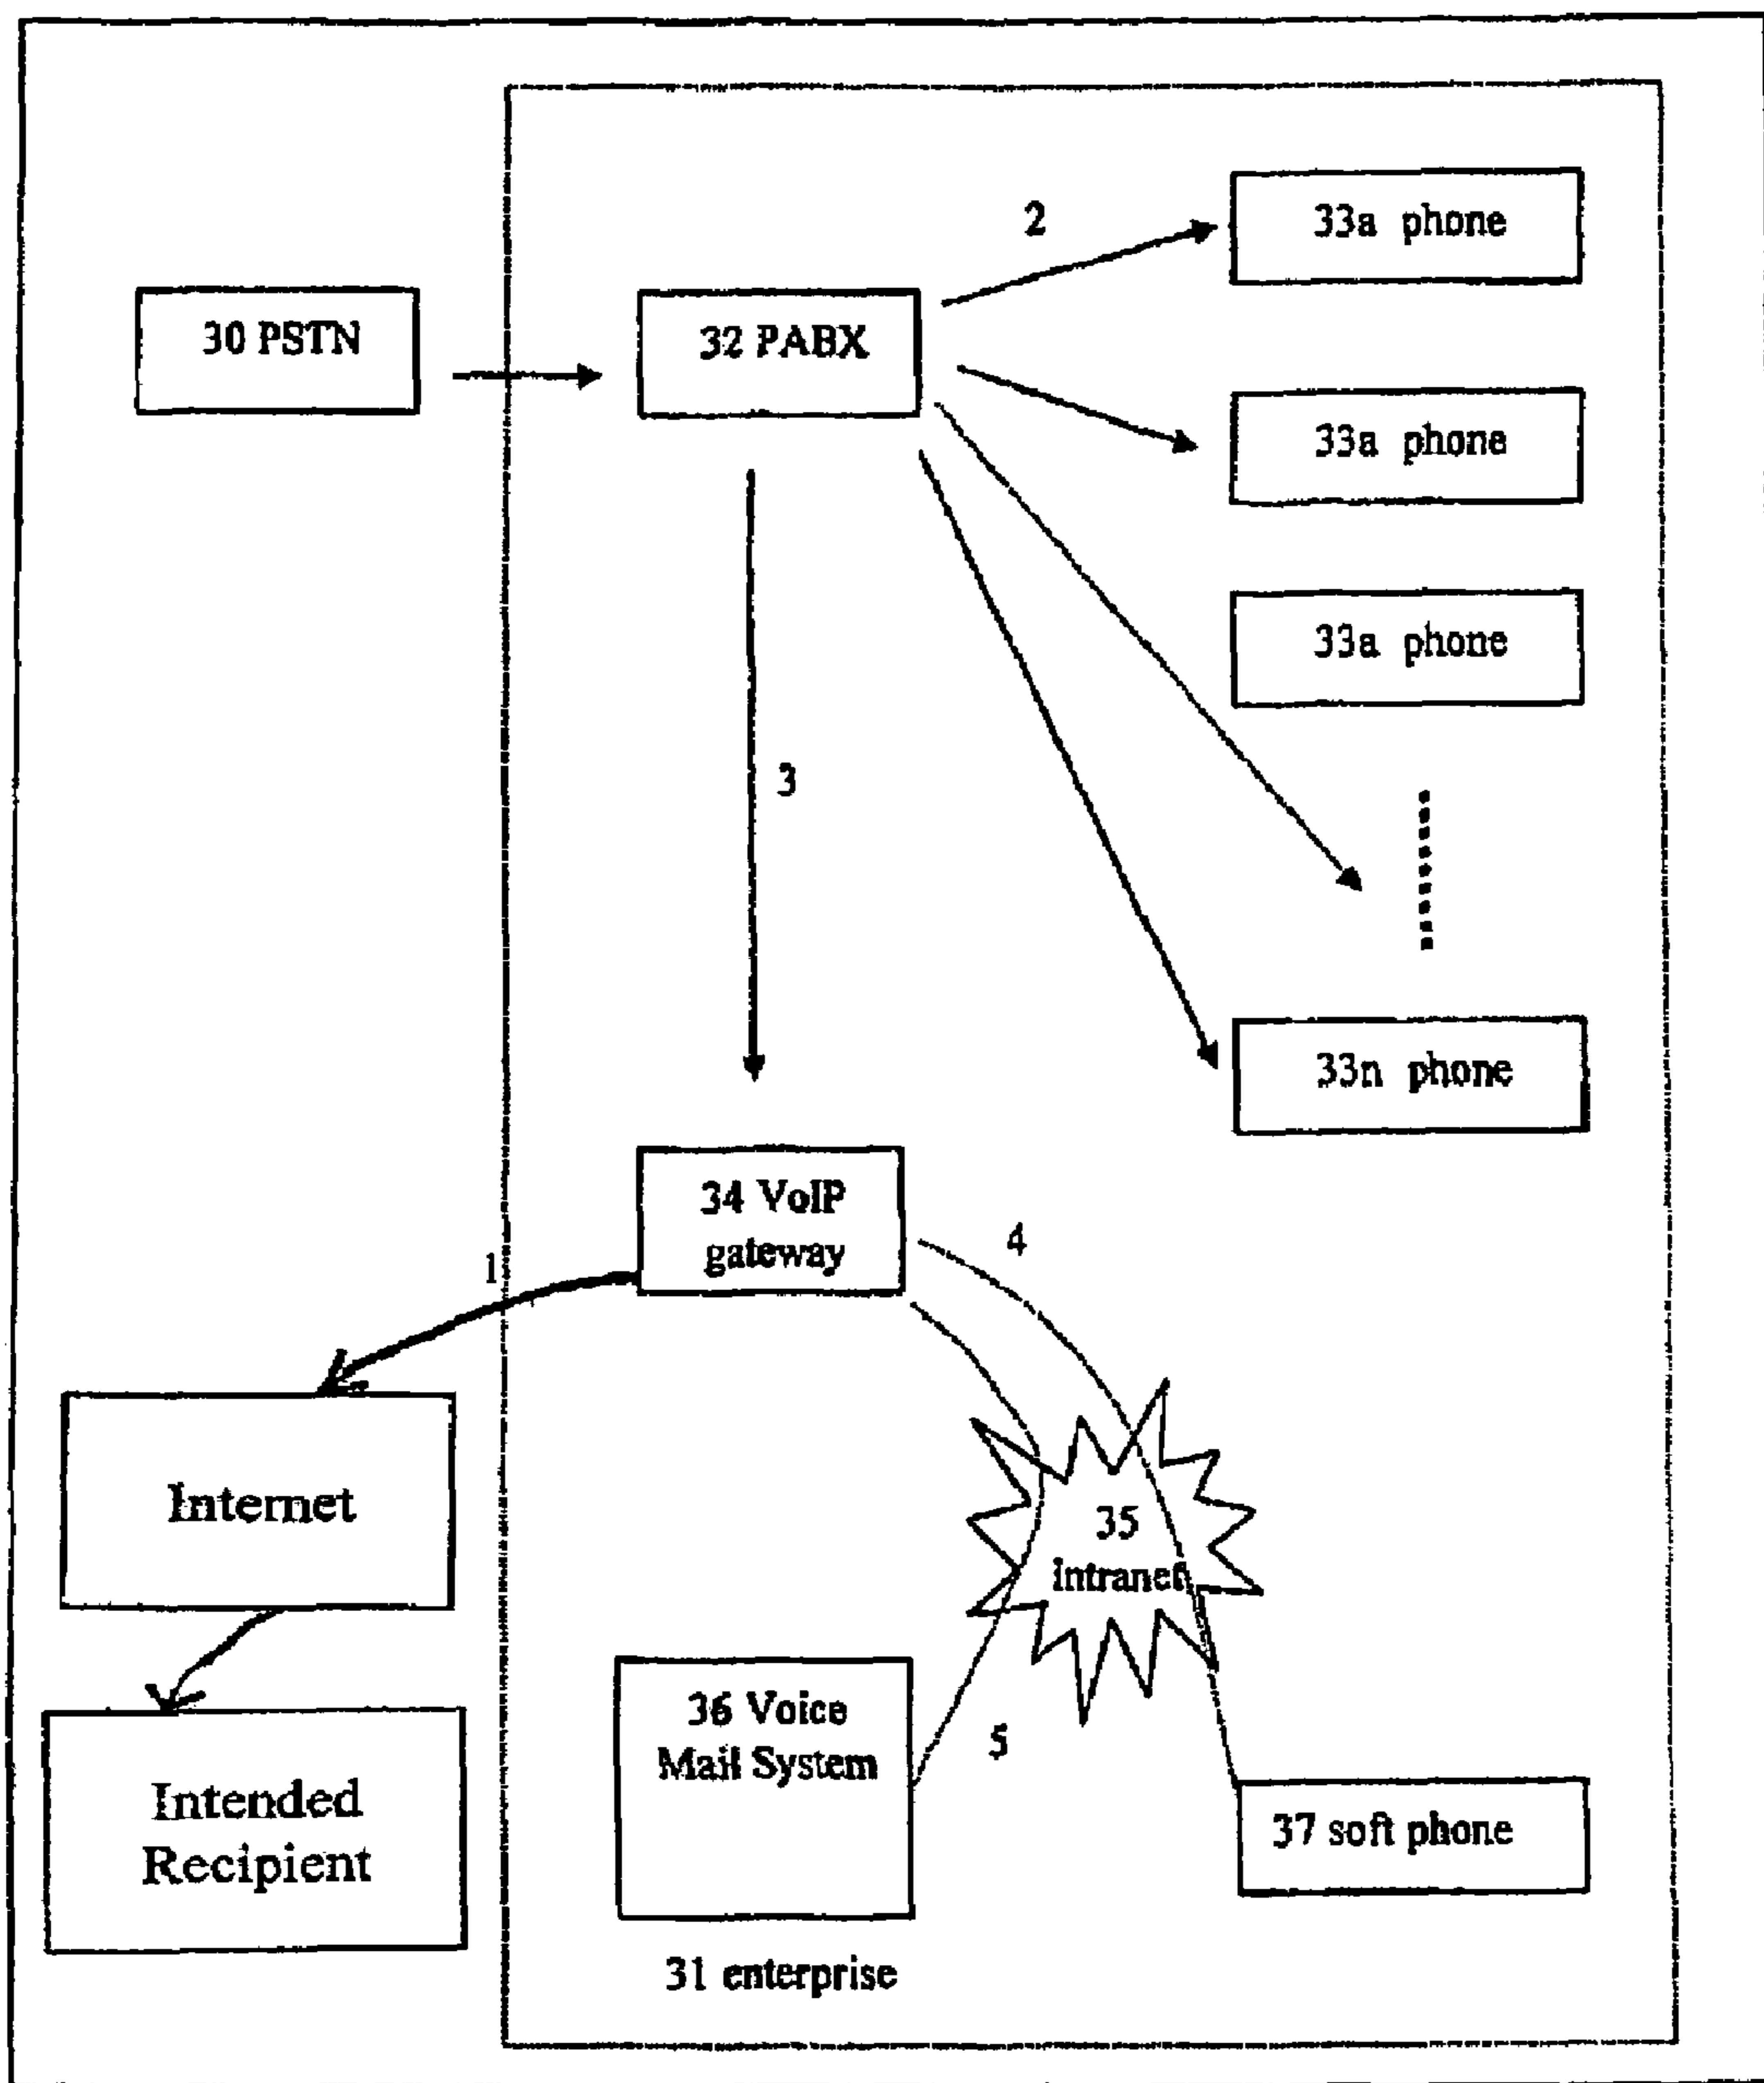 2
33a phone
30 PSTN
32 PABX
33a phone
33a phone
3
33n phone
34 VoIP
gateway
4
1
Internet
35
Intranet
36 Voice
Mail System
5
Intended
Recipient
37 soft phone
31 enterprise